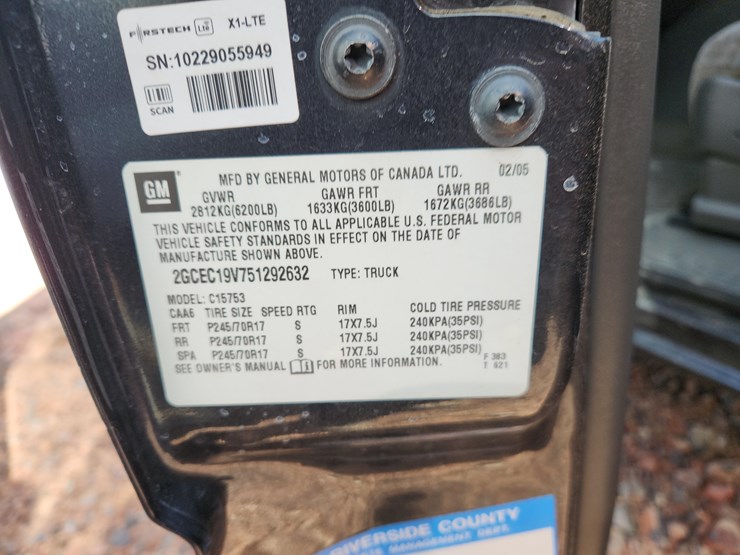 FIRSTECH LTE X1-LTE
SN:10229055949
SCAN
GM
MFD BY GENERAL MOTORS OF CANADA LTD. 02/05
GVWR GAWR FRT GAWR RR
2812KG(6200LB) 1633KG(3600LB) 1672KG(3686LB)
THIS VEHICLE CONFORMS TO ALL APPLICABLE U.S. FEDERAL MOTOR
VEHICLE SAFETY STANDARDS IN EFFECT ON THE DATE OF
MANUFACTURE SHOWN ABOVE.
2GCEC19V751292632 TYPE: TRUCK
MODEL: C15753
CAA6 TIRE SIZE SPEED RTG RIM COLD TIRE PRESSURE
FRT P245/70R17 S 17X7.5J 240KPA(35PSI)
RR P245/70R17 S 17X7.5J 240KPA(35PSI)
SPA P245/70R17 S 17X7.5J 240KPA(35PSI)
SEE OWNER'S MANUAL FOR MORE INFORMATION.
F 383
T 621
RIVERSIDE COUNTY
MANAGEMENT DEPT.